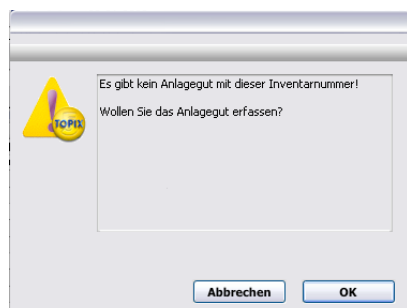 Es gibt kein Anlagegut mit dieser Inventarnummer!
Wollen Sie das Anlagegut erfassen?
TOPIX
Abbrechen
OK